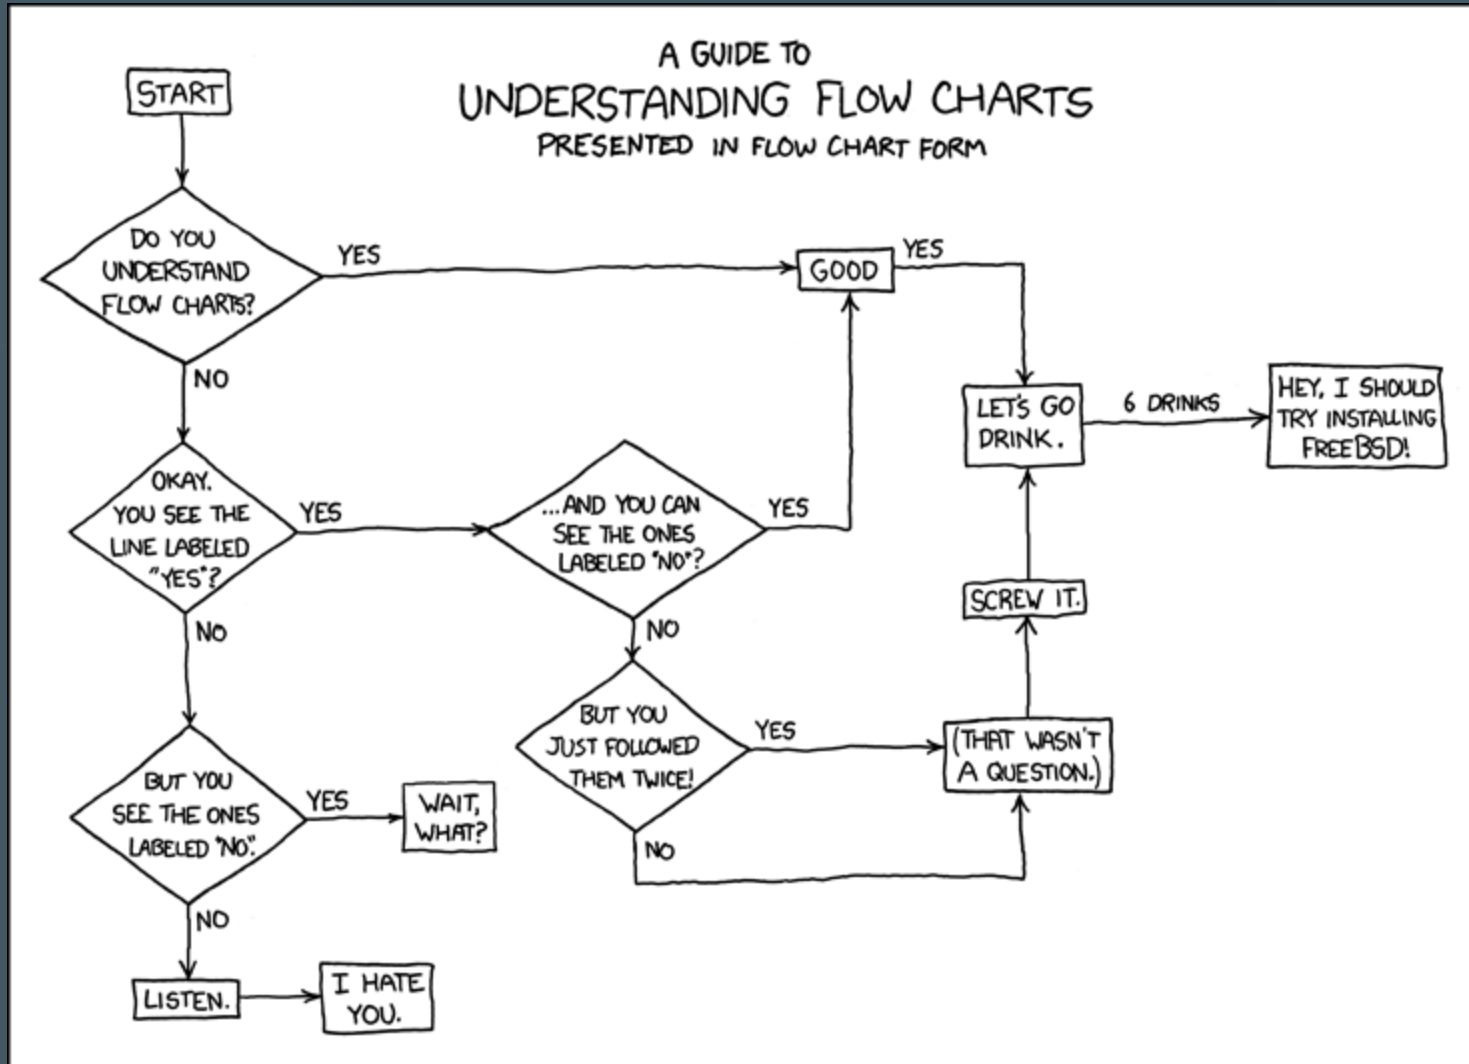 A GUIDE TO
UNDERSTANDING FLOW CHARTS
PRESENTED IN FLOW CHART FORM
START
DO YOU
UNDERSTAND
FLOW CHARTS?
YES
GOOD
YES
NO
LET'S GO
DRINK.
6 DRINKS
HEY, I SHOULD
TRY INSTALLING
FREEBSD!
OKAY.
YOU SEE THE
LINE LABELED
"YES"?
YES
...AND YOU CAN
SEE THE ONES
LABELED "NO"?
YES
NO
NO
SCREW IT.
BUT YOU
JUST FOLLOWED
THEM TWICE!
YES
(THAT WASN'T
A QUESTION.)
NO
BUT YOU
SEE THE ONES
LABELED "NO".
YES
WAIT,
WHAT?
NO
LISTEN.
I HATE
YOU.